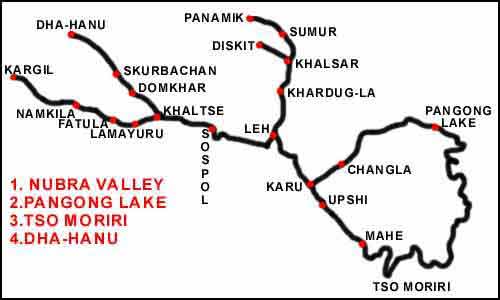 PANAMIK
DHA-HANU
SUMUR
DISKIT
KARGIL
KHALSAR
SKURBACHAN
DOMKHAR
KHARDUG-LA
NAMKILA
FATULA
LAMAYURU
KHALTSE
SOSPOL
LEH
PANGONG
LAKE
CHANGLA
KARU
UPSHI
MAHE
TSO MORIRI
1. NUBRA VALLEY
2.PANGONG LAKE
3.TSO MORIRI
4.DHA-HANU